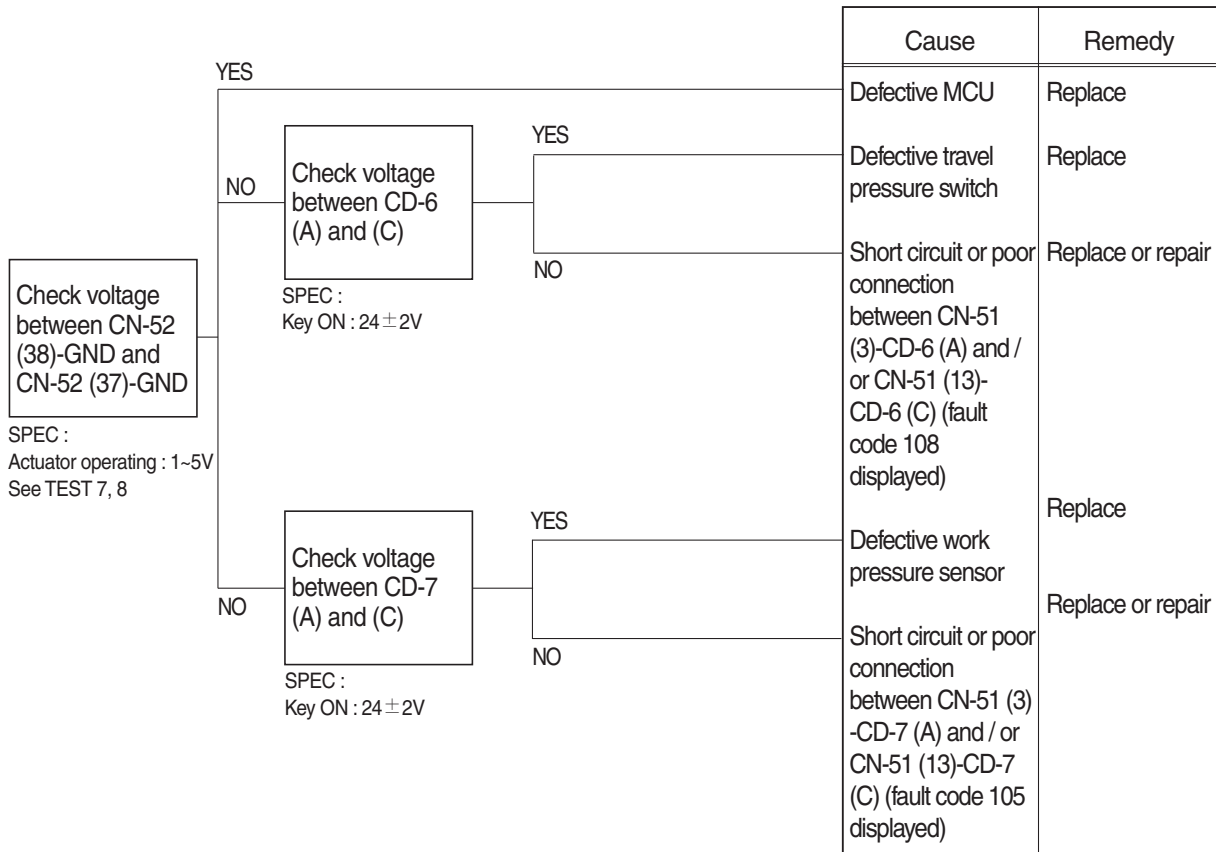 Cause
Remedy
YES
Defective MCU
Replace
Check voltage
between CD-6
(A) and (C)
YES
Defective travel
pressure switch
Replace
NO
NO
SPEC :
Key ON : 24±2V
Short circuit or poor
connection
between CN-51
(3)-CD-6 (A) and /
or CN-51 (13)-
CD-6 (C) (fault
code 108
displayed)
Replace or repair
Check voltage
between CN-52
(38)-GND and
CN-52 (37)-GND
SPEC :
Actuator operating : 1~5V
See TEST 7, 8
Check voltage
between CD-7
(A) and (C)
NO
YES
Defective work
pressure sensor
Replace
SPEC :
Key ON : 24±2V
NO
Short circuit or poor
connection
between CN-51 (3)
-CD-7 (A) and / or
CN-51 (13)-CD-7
(C) (fault code 105
displayed)
Replace or repair